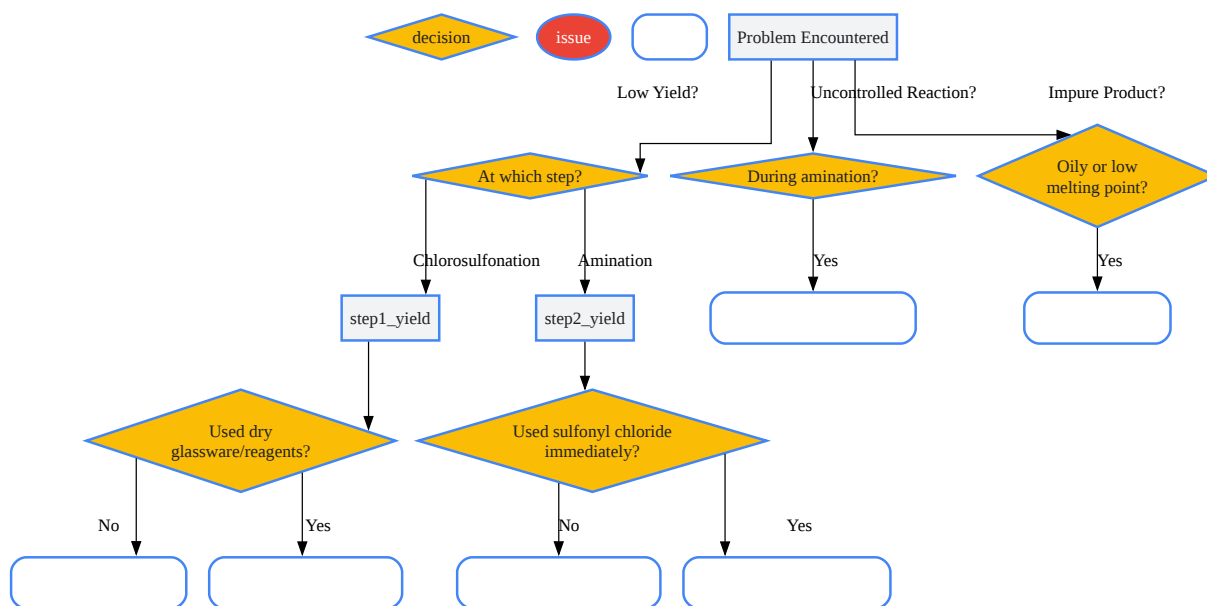 decision
issue
Problem Encountered
Low Yield?
Uncontrolled Reaction?
Impure Product?
At which step?
During amination?
Oily or low
melting point?
Chlorosulfonation
Amination
Yes
Yes
step1_yield
step2_yield
Used dry
glassware/reagents?
Used sulfonyl chloride
immediately?
No
Yes
No
Yes